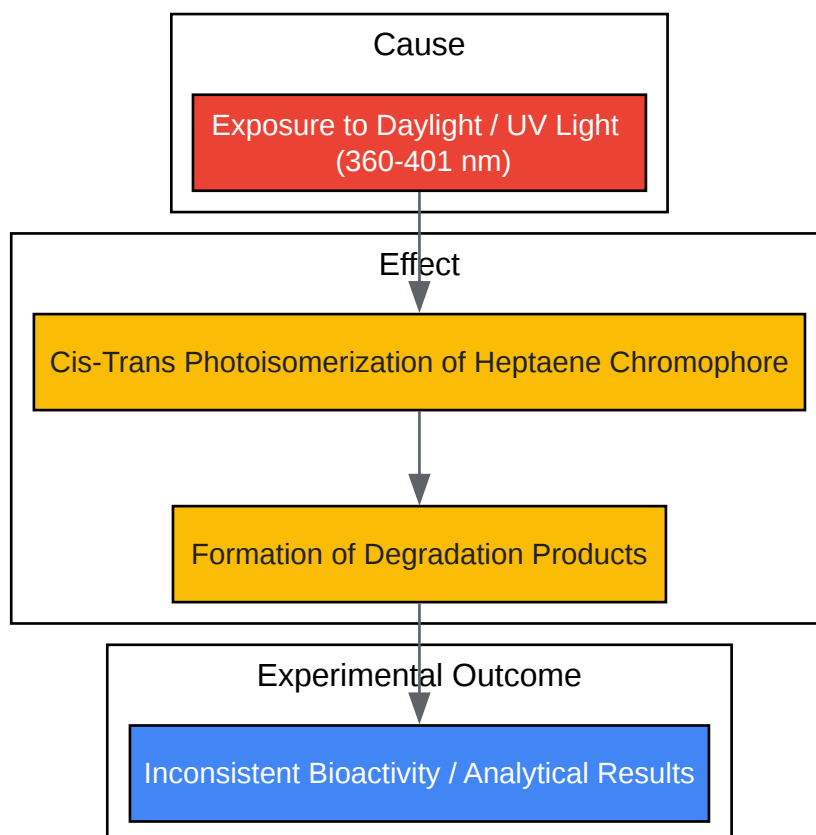 Cause
Exposure to Daylight / UV Light
(360-401 nm)
Effect
Cis-Trans Photoisomerization of Heptaene Chromophore
Formation of Degradation Products
Experimental Outcome
Inconsistent Bioactivity / Analytical Results